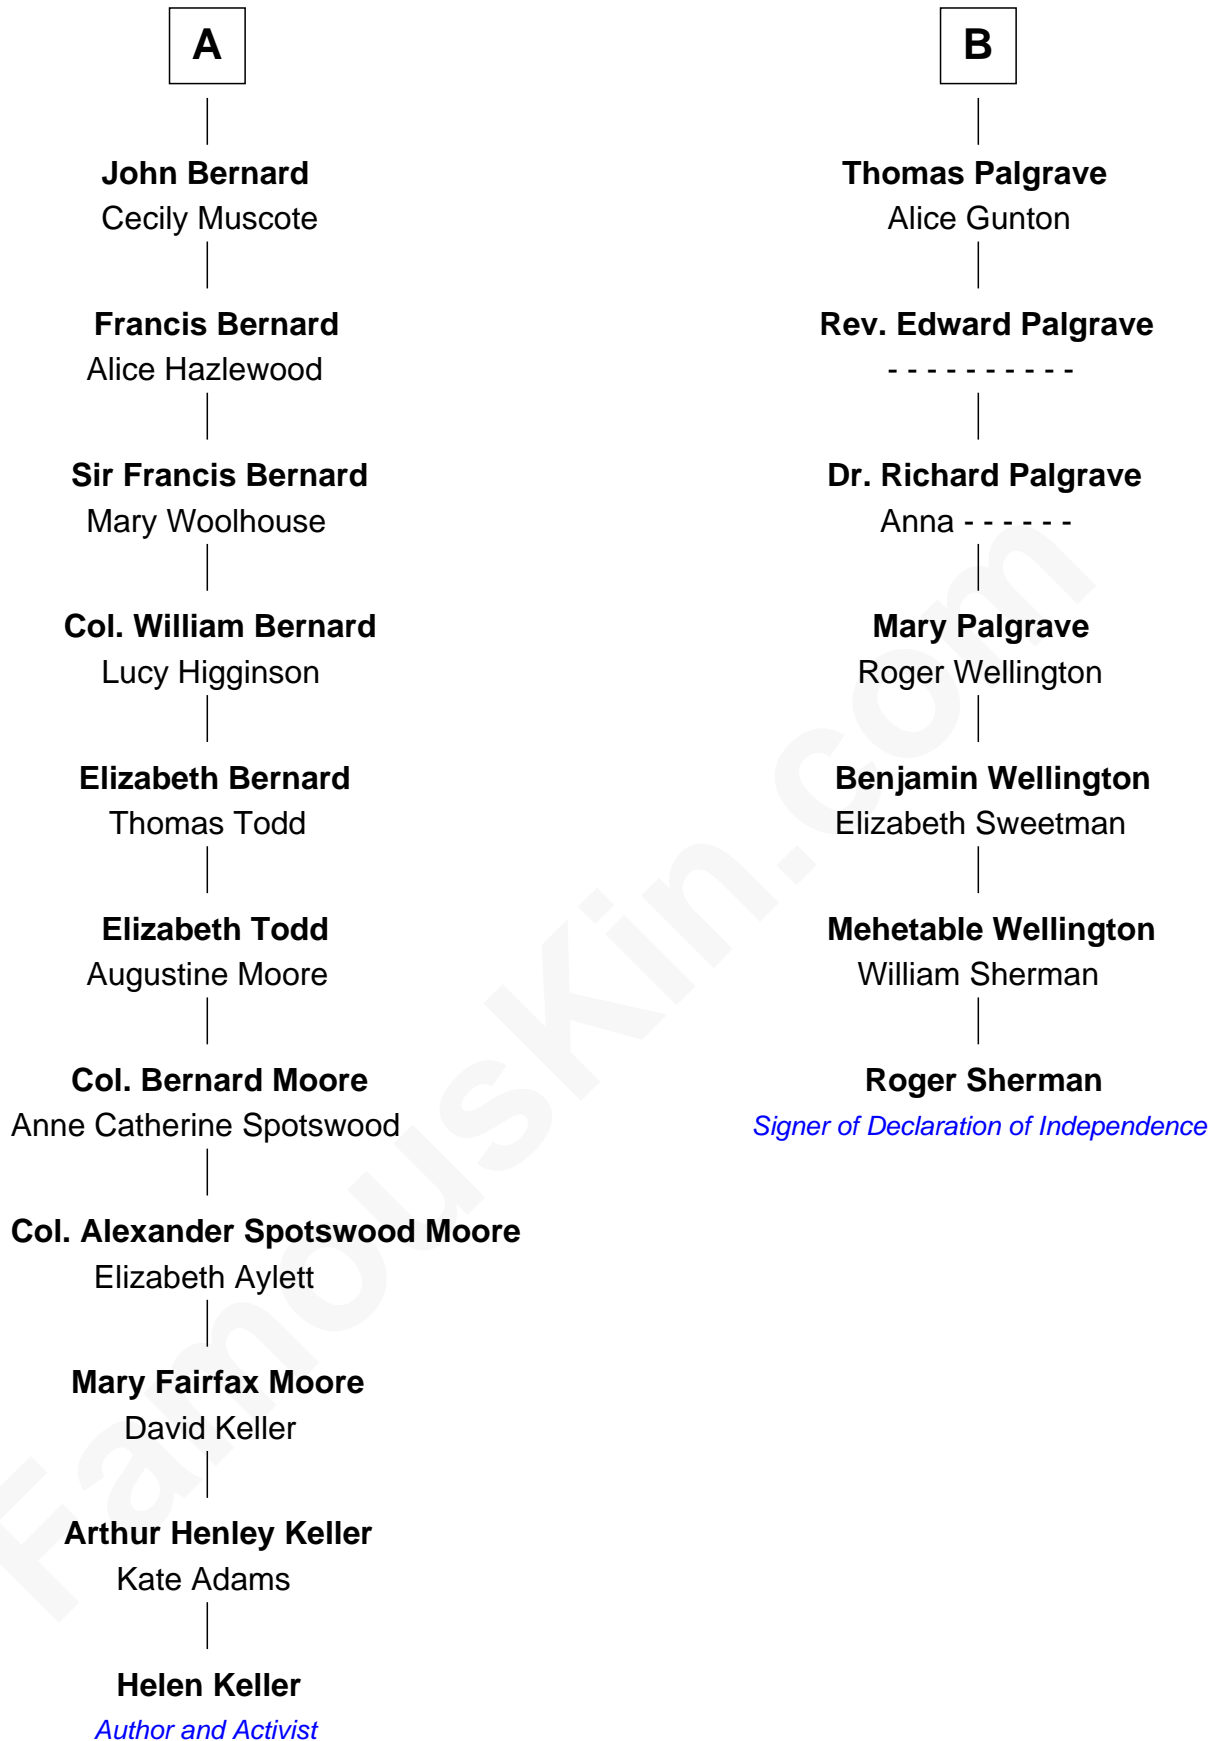 A
John Bernard
Cecily Muscote
Francis Bernard
Alice Hazlewood
Sir Francis Bernard
Mary Woolhouse
Col. William Bernard
Lucy Higginson
Elizabeth Bernard
Thomas Todd
Elizabeth Todd
Augustine Moore
Col. Bernard Moore
Anne Catherine Spotswood
Col. Alexander Spotswood Moore
Elizabeth Aylett
Mary Fairfax Moore
David Keller
Arthur Henley Keller
Kate Adams
Helen Keller
Author and Activist
B
Thomas Palgrave
Alice Gunton
Rev. Edward Palgrave
- - - - - - - - - -
Dr. Richard Palgrave
Anna - - - - - -
Mary Palgrave
Roger Wellington
Benjamin Wellington
Elizabeth Sweetman
Mehetable Wellington
William Sherman
Roger Sherman
Signer of Declaration of Independence
FamousKin.com